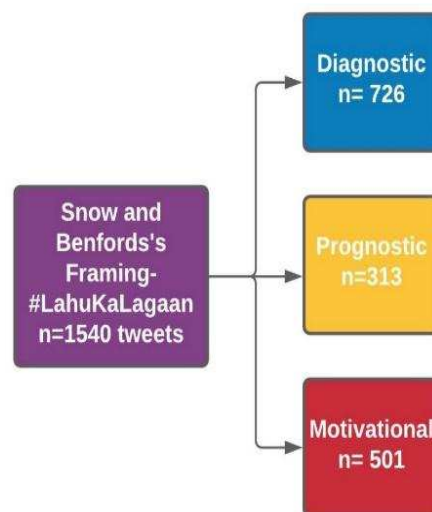 Snow and
Benfords's
Framing-
#LahuKaLagaan
n=1540 tweets
Diagnostic
n= 726
Prognostic
n=313
Motivational
n= 501